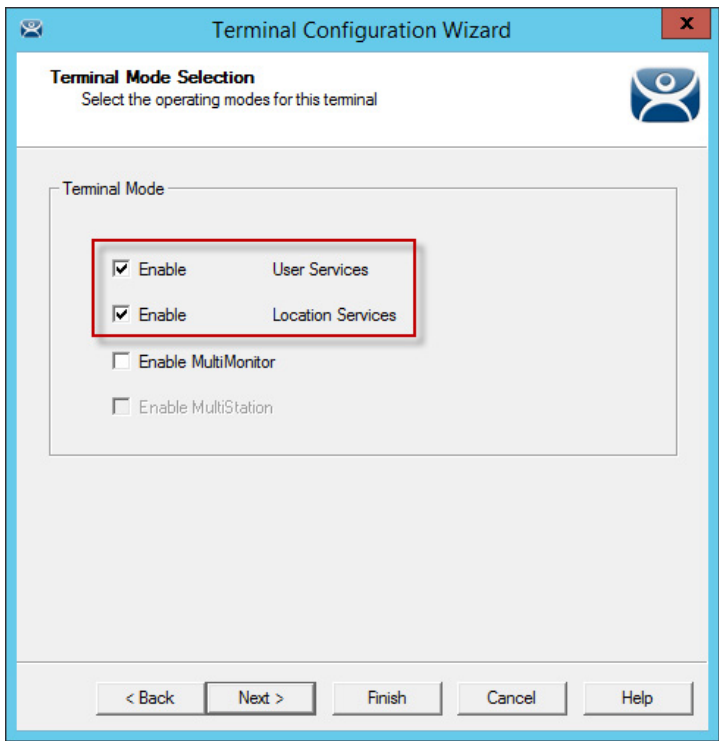 Terminal Configuration Wizard
x
Terminal Mode Selection
Select the operating modes for this terminal
Terminal Mode
Enable User Services
Enable Location Services
Enable MultiMonitor
Enable MultiStation
< Back Next > Finish Cancel Help